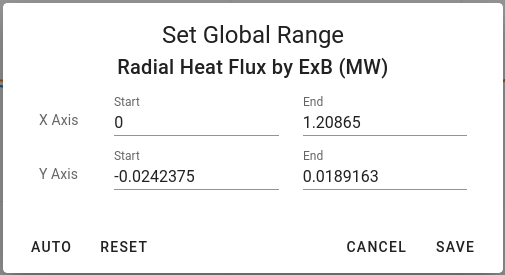 Set Global Range
Radial Heat Flux by ExB (MW)
Start End
X Axis 0 1.20865
Start End
Y Axis -0.0242375 0.0189163
AUTO RESET CANCEL SAVE